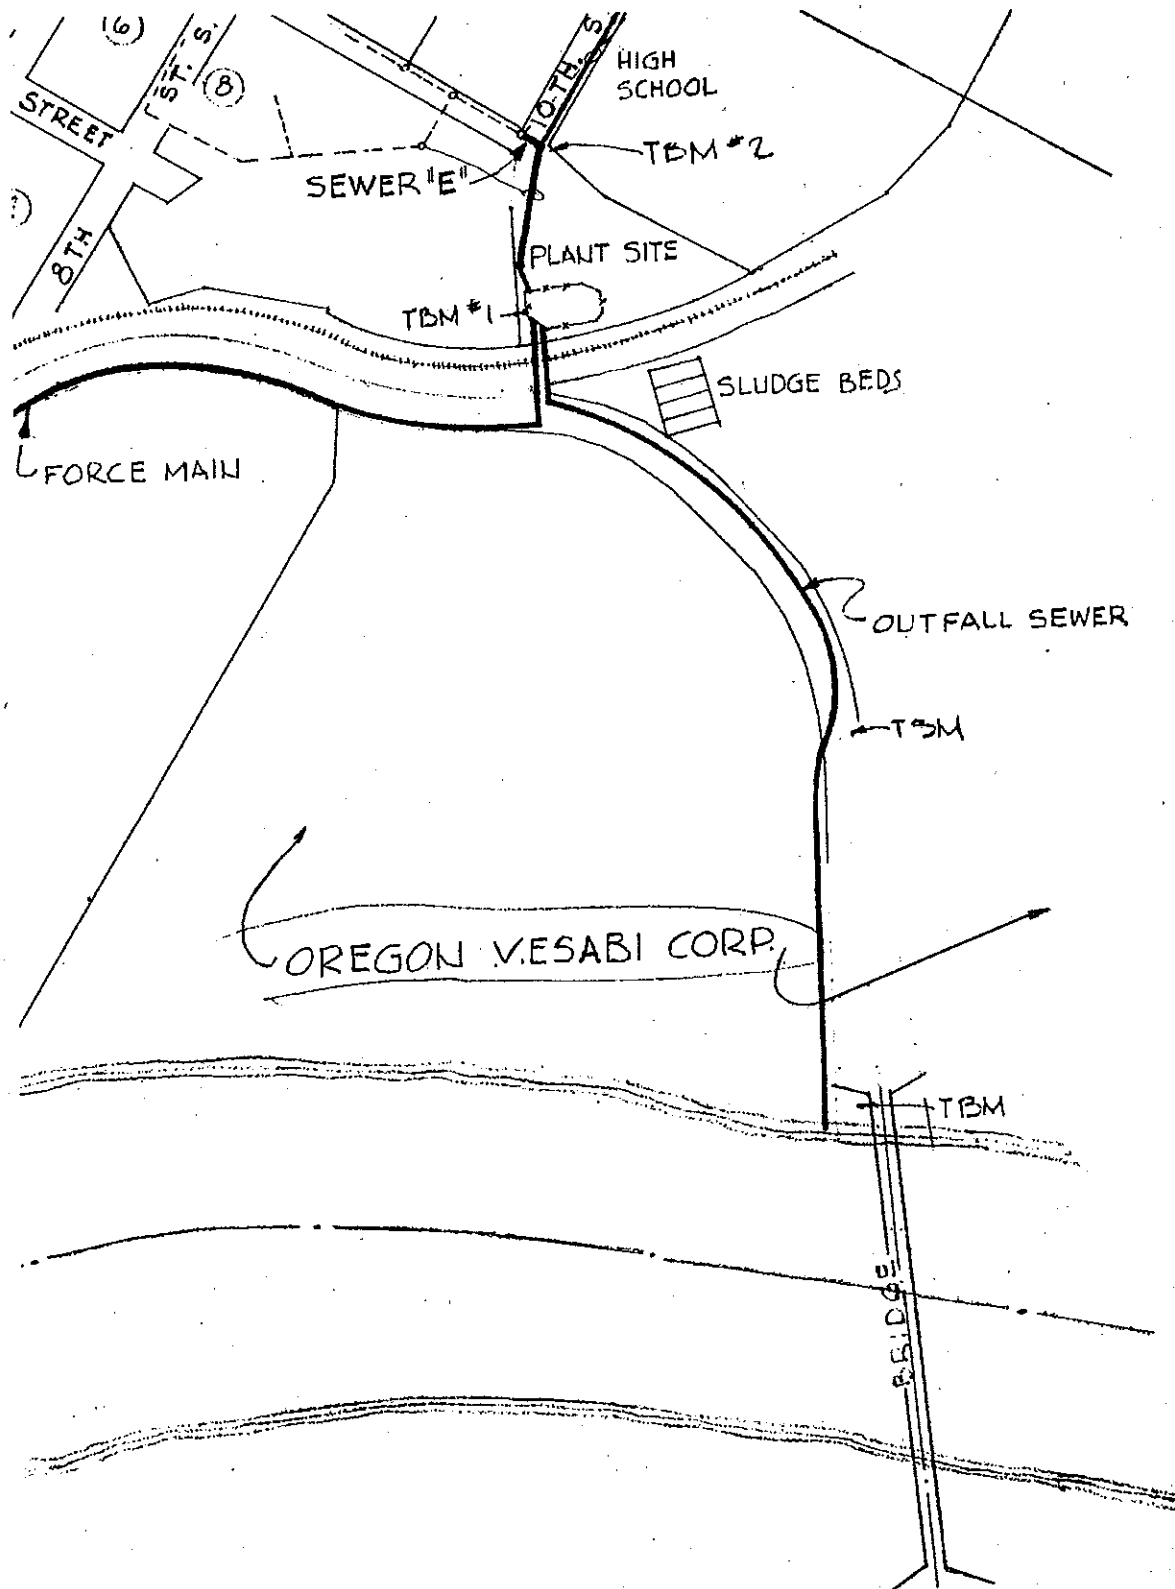 (6)
ST. S.
(8)
STREET
8TH
10TH. S
HIGH
SCHOOL
TBM #2
SEWER "E"
PLANT SITE
TBM #1
SLUDGE BEDS
FORCE MAIN
OUTFALL SEWER
TBM
OREGON V.ESABI CORP.
TBM
BRIDGE